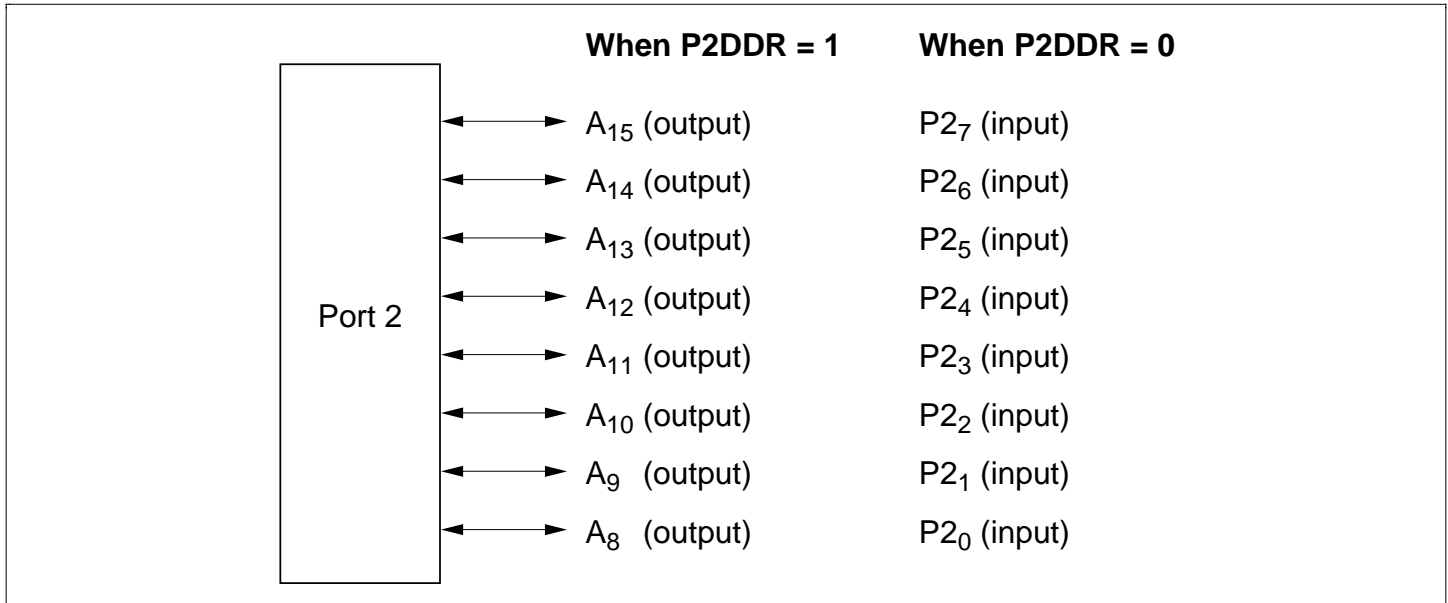 When P2DDR = 1 When P2DDR = 0
A15 (output) P27 (input)
A14 (output) P26 (input)
A13 (output) P25 (input)
A12 (output) P24 (input)
Port 2
A11 (output) P23 (input)
A10 (output) P22 (input)
A9 (output) P21 (input)
A8 (output) P20 (input)